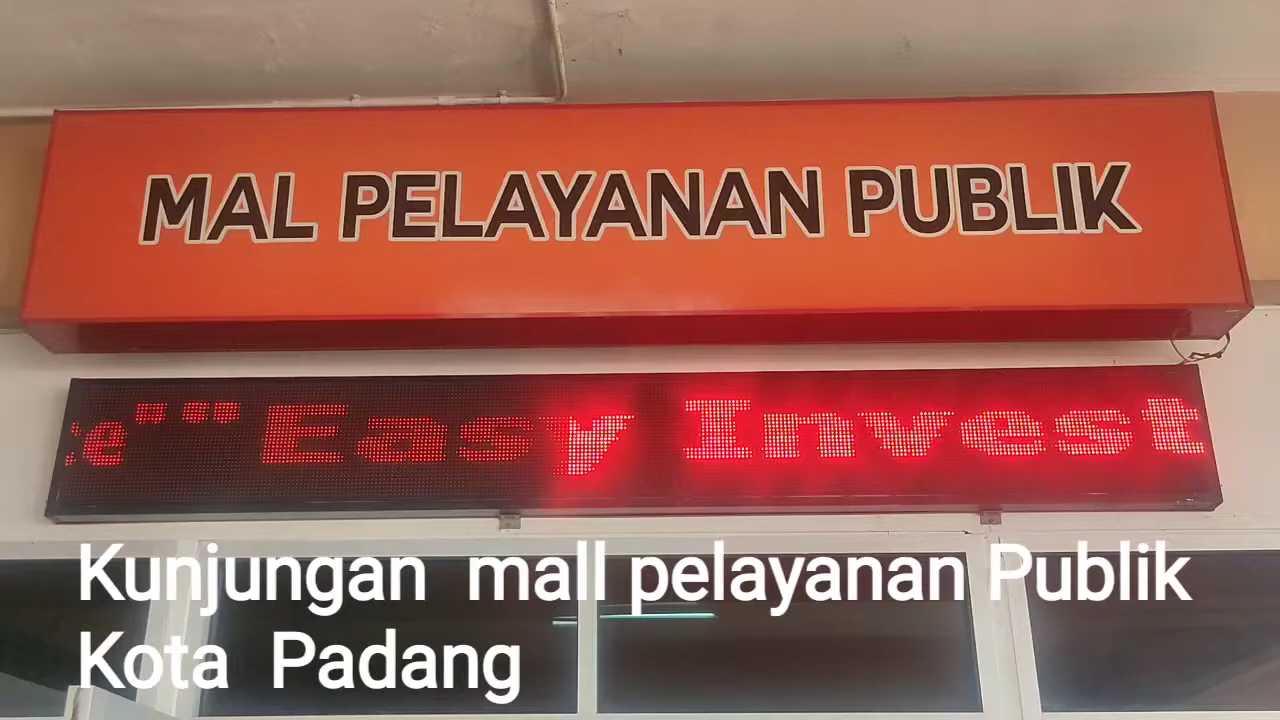 MAL PELAYANAN PUBLIK
e""Easy Invest
Kunjungan mall pelayanan Publik
Kota Padang